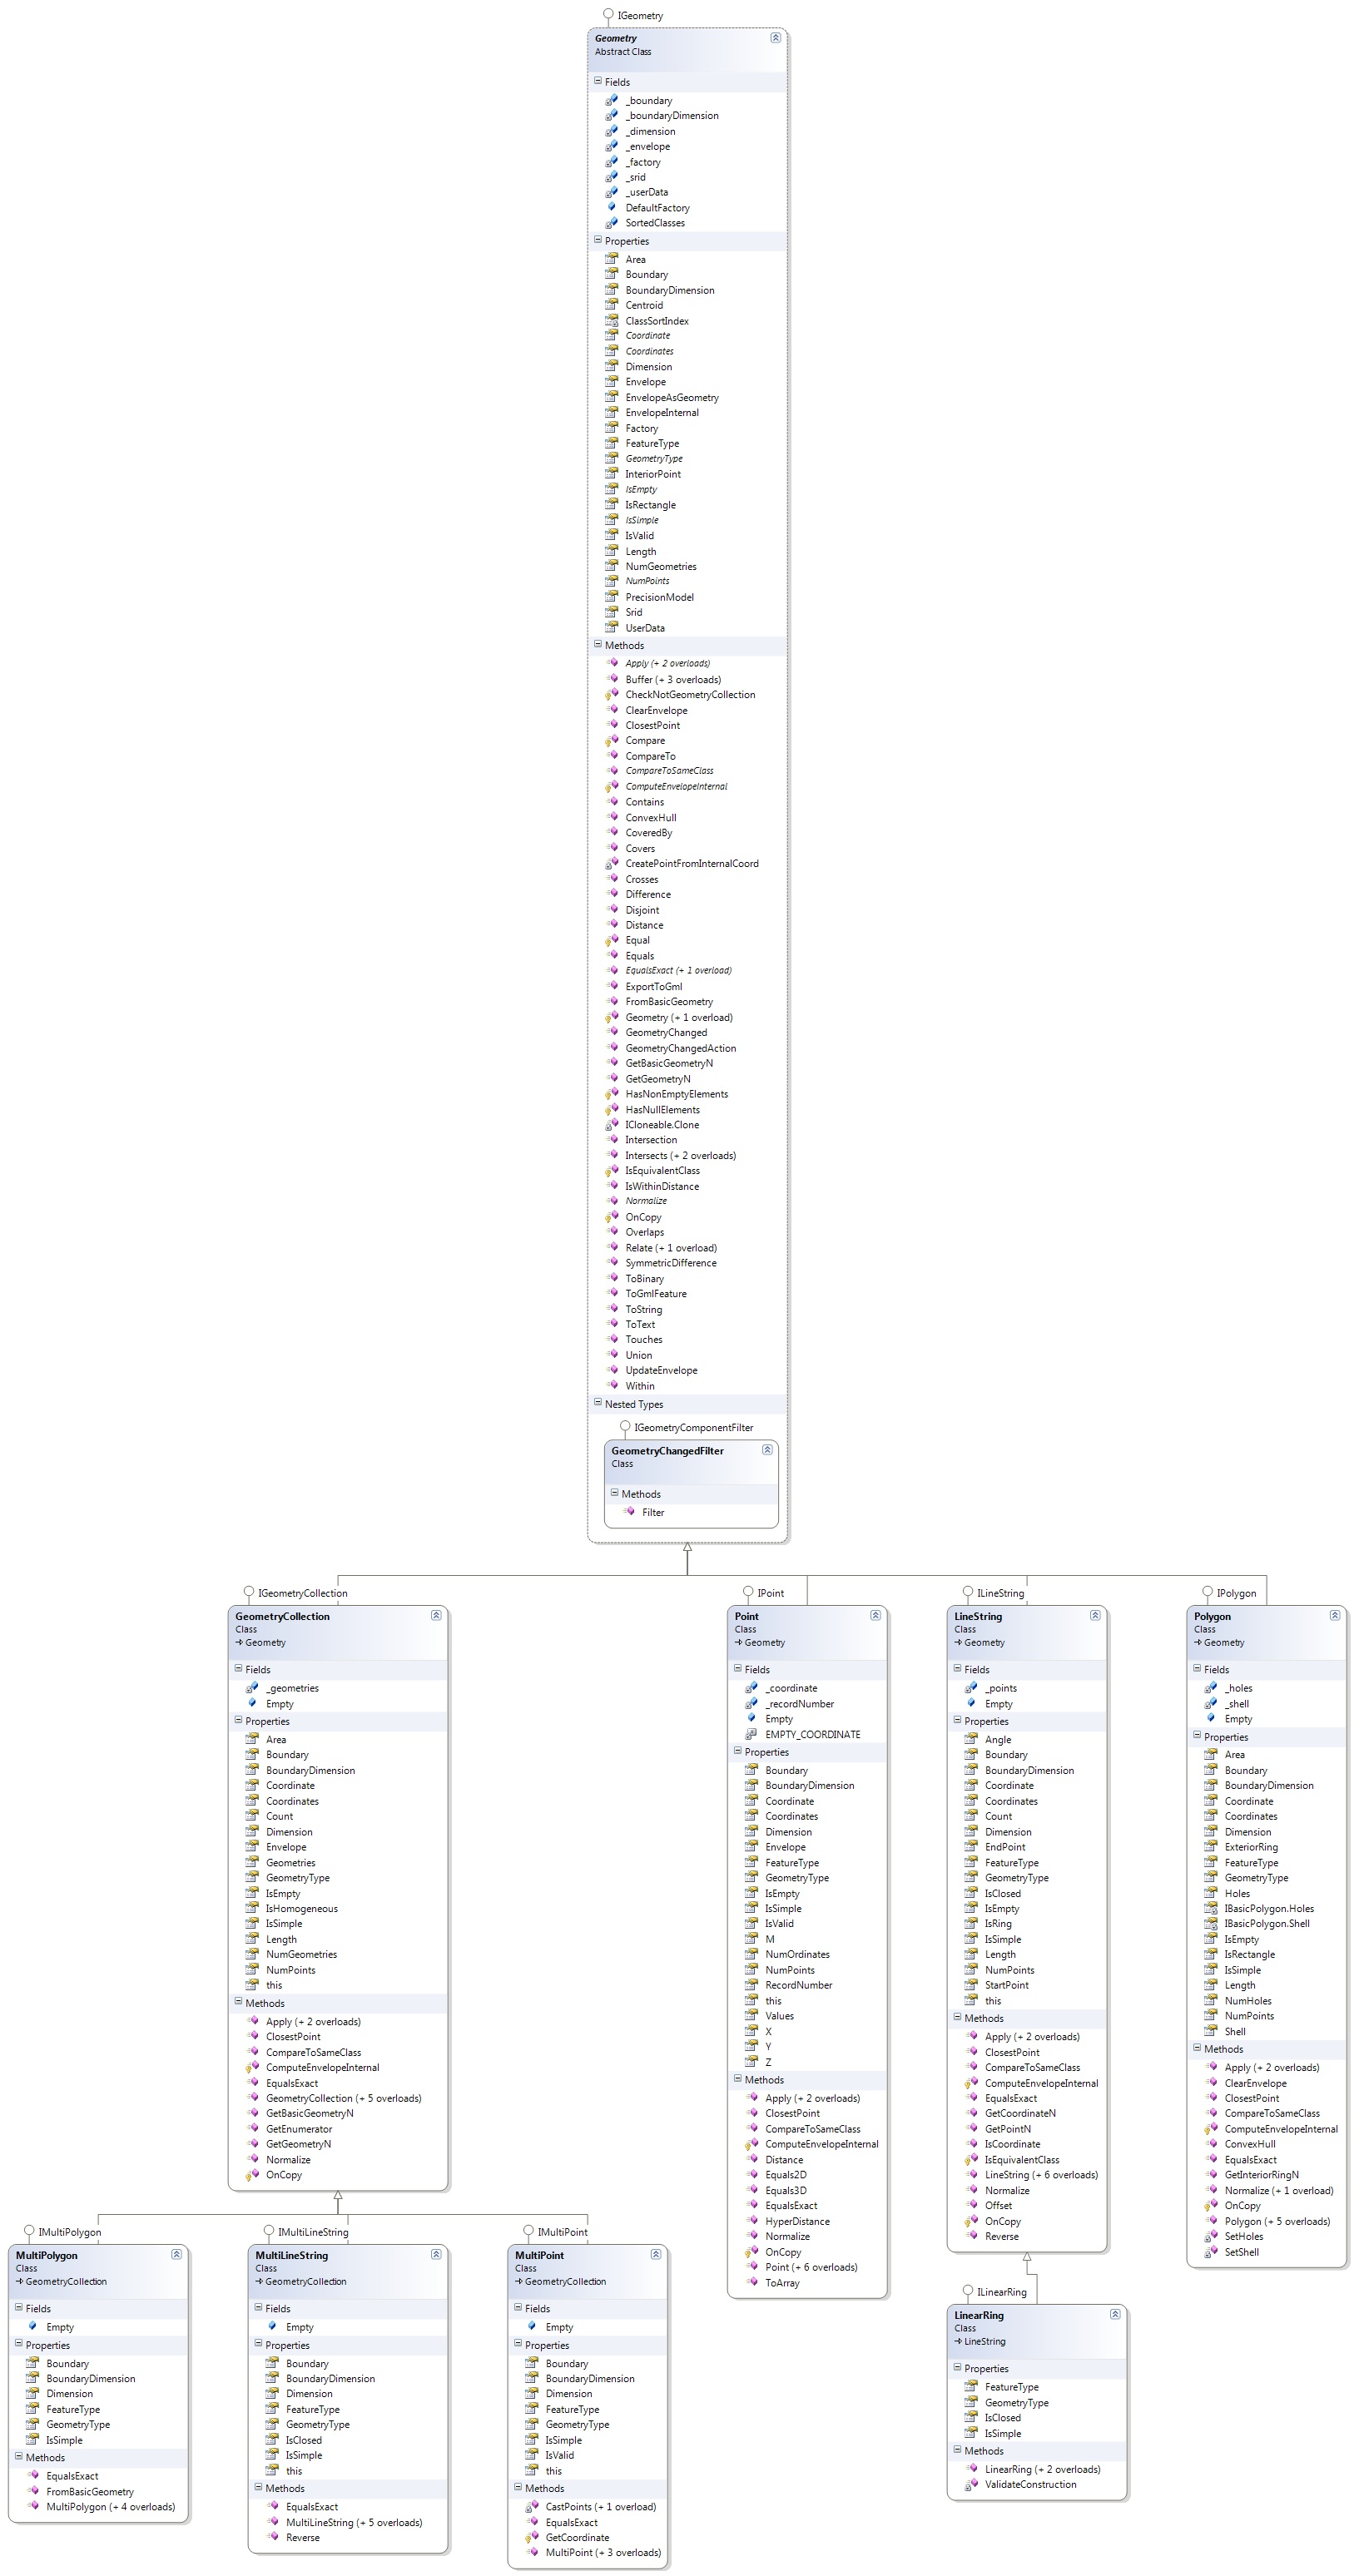 IGeometry
Geometry
Abstract Class
Fields
_boundary
_boundaryDimension
_dimension
_envelope
_factory
_srid
_userData
DefaultFactory
SortedClasses
Properties
Area
Boundary
BoundaryDimension
Centroid
ClassSortIndex
Coordinate
Coordinates
Dimension
Envelope
EnvelopeAsGeometry
EnvelopeInternal
Factory
FeatureType
GeometryType
InteriorPoint
IsEmpty
IsRectangle
IsSimple
IsValid
Length
NumGeometries
NumPoints
PrecisionModel
Srid
UserData
Methods
Apply (+ 2 overloads)
Buffer (+ 3 overloads)
CheckNotGeometryCollection
ClearEnvelope
ClosestPoint
Compare
CompareTo
CompareToSameClass
ComputeEnvelopeInternal
Contains
ConvexHull
CoveredBy
Covers
CreatePointFromInternalCoord
Crosses
Difference
Disjoint
Distance
Equal
Equals
EqualsExact (+ 1 overload)
ExportToGml
FromBasicGeometry
Geometry (+ 1 overload)
GeometryChanged
GeometryChangedAction
GetBasicGeometryN
GetGeometryN
HasNonEmptyElements
HasNullElements
ICloneable.Clone
Intersection
Intersects (+ 2 overloads)
IsEquivalentClass
IsWithinDistance
Normalize
OnCopy
Overlaps
Relate (+ 1 overload)
SymmetricDifference
ToBinary
ToGmlFeature
ToString
ToText
Touches
Union
UpdateEnvelope
Within
Nested Types
IGeometryComponentFilter
GeometryChangedFilter
Class
Methods
Filter
IGeometryCollection
GeometryCollection
Class
Geometry
Fields
_geometries
Empty
Properties
Area
Boundary
BoundaryDimension
Coordinate
Coordinates
Count
Dimension
Envelope
Geometries
GeometryType
IsEmpty
IsHomogeneous
IsSimple
Length
NumGeometries
NumPoints
this
Methods
Apply (+ 2 overloads)
ClosestPoint
CompareToSameClass
ComputeEnvelopeInternal
EqualsExact
GeometryCollection (+ 5 overloads)
GetBasicGeometryN
GetEnumerator
GetGeometryN
Normalize
OnCopy
IPoint
Point
Class
Geometry
Fields
_coordinate
_recordNumber
Empty
EMPTY_COORDINATE
Properties
Boundary
BoundaryDimension
Coordinate
Coordinates
Dimension
Envelope
FeatureType
GeometryType
IsEmpty
IsSimple
IsValid
M
NumOrdinates
NumPoints
RecordNumber
this
Values
X
Y
Z
Methods
Apply (+ 2 overloads)
ClosestPoint
CompareToSameClass
ComputeEnvelopeInternal
Distance
Equals2D
Equals3D
EqualsExact
HyperDistance
Normalize
OnCopy
Point (+ 6 overloads)
ToArray
ILineString
LineString
Class
Geometry
Fields
_points
Empty
Properties
Angle
Boundary
BoundaryDimension
Coordinate
Coordinates
Count
Dimension
EndPoint
FeatureType
GeometryType
IsClosed
IsEmpty
IsRing
IsSimple
Length
NumPoints
StartPoint
this
Methods
Apply (+ 2 overloads)
ClosestPoint
CompareToSameClass
ComputeEnvelopeInternal
EqualsExact
GetCoordinateN
GetPointN
IsCoordinate
IsEquivalentClass
LineString (+ 6 overloads)
Normalize
Offset
OnCopy
Reverse
IPolygon
Polygon
Class
Geometry
Fields
_holes
_shell
Empty
Properties
Area
Boundary
BoundaryDimension
Coordinate
Coordinates
Dimension
ExteriorRing
FeatureType
GeometryType
Holes
IBasicPolygon.Holes
IBasicPolygon.Shell
IsEmpty
IsRectangle
IsSimple
Length
NumHoles
NumPoints
Shell
Methods
Apply (+ 2 overloads)
ClearEnvelope
ClosestPoint
CompareToSameClass
ComputeEnvelopeInternal
ConvexHull
EqualsExact
GetInteriorRingN
Normalize (+ 1 overload)
OnCopy
Polygon (+ 5 overloads)
SetHoles
SetShell
IMultiPolygon
MultiPolygon
Class
GeometryCollection
Fields
Empty
Properties
Boundary
BoundaryDimension
Dimension
FeatureType
GeometryType
IsSimple
Methods
EqualsExact
FromBasicGeometry
MultiPolygon (+ 4 overloads)
IMultiLineString
MultiLineString
Class
GeometryCollection
Fields
Empty
Properties
Boundary
BoundaryDimension
Dimension
FeatureType
GeometryType
IsClosed
IsSimple
this
Methods
EqualsExact
MultiLineString (+ 5 overloads)
Reverse
IMultiPoint
MultiPoint
Class
GeometryCollection
Fields
Empty
Properties
Boundary
BoundaryDimension
Dimension
FeatureType
GeometryType
IsSimple
IsValid
this
Methods
CastPoints (+ 1 overload)
EqualsExact
GetCoordinate
MultiPoint (+ 3 overloads)
ILinearRing
LinearRing
Class
LineString
Properties
FeatureType
GeometryType
IsClosed
IsSimple
Methods
LinearRing (+ 2 overloads)
ValidateConstruction